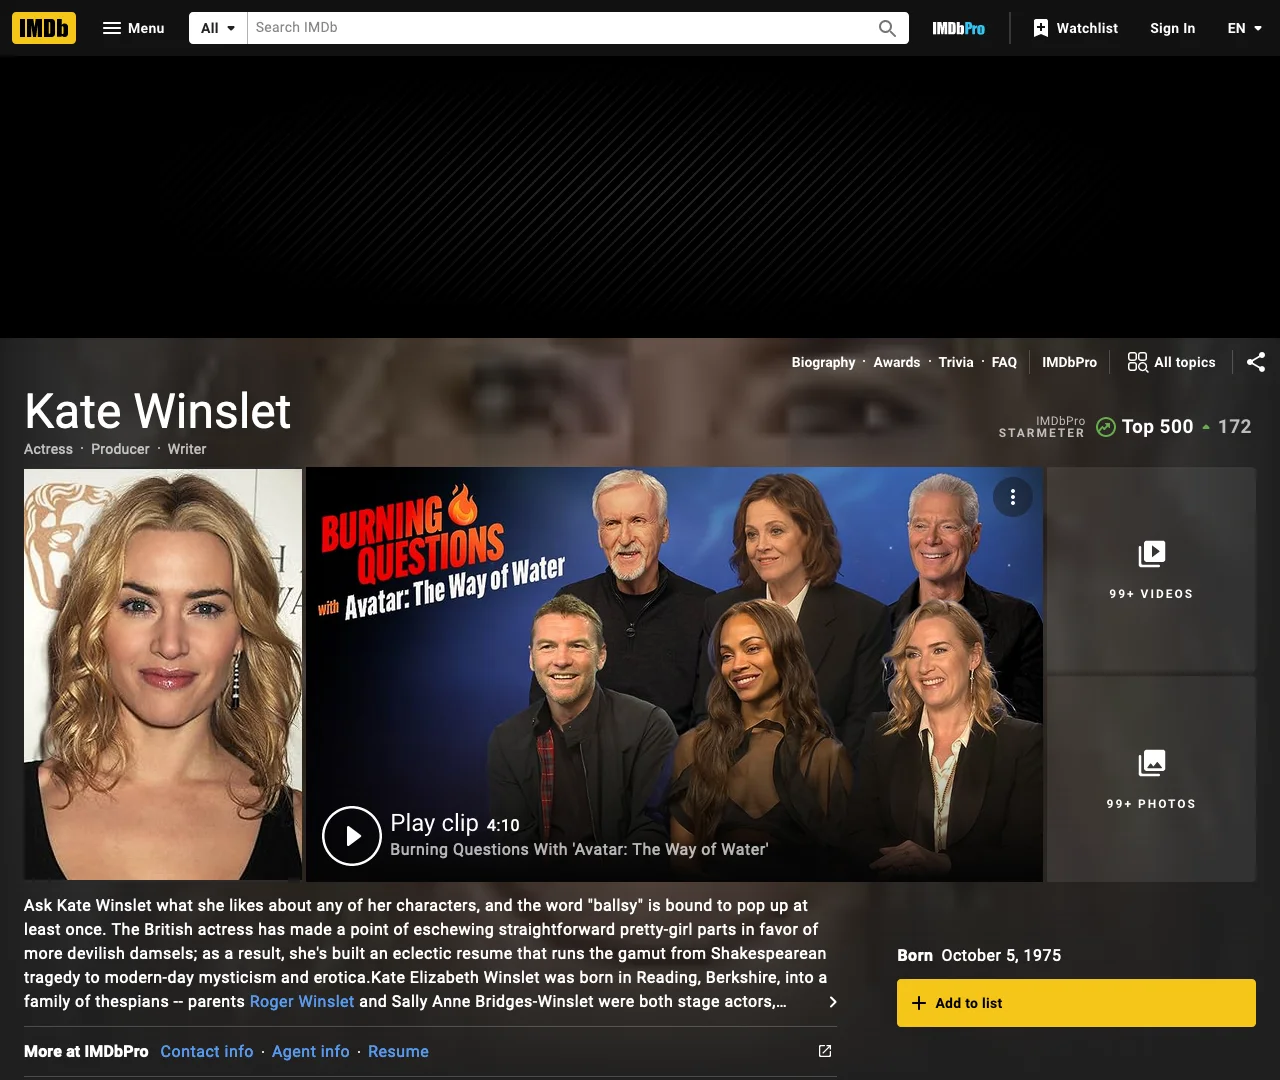 IMDb
Menu
All
Search IMDb
IMDbPro
Watchlist
Sign In
EN
Biography · Awards · Trivia · FAQ
IMDbPro
All topics
Kate Winslet
Actress · Producer · Writer
IMDbPro
STARMETER
Top 500
172
BURNING
QUESTIONS
with Avatar: The Way of Water
Play clip 4:10
Burning Questions With 'Avatar: The Way of Water'
99+ VIDEOS
99+ PHOTOS
Ask Kate Winslet what she likes about any of her characters, and the word "ballsy" is bound to pop up at
least once. The British actress has made a point of eschewing straightforward pretty-girl parts in favor of
more devilish damsels; as a result, she's built an eclectic resume that runs the gamut from Shakespearean
tragedy to modern-day mysticism and erotica.Kate Elizabeth Winslet was born in Reading, Berkshire, into a
family of thespians -- parents Roger Winslet and Sally Anne Bridges-Winslet were both stage actors,...
Born October 5, 1975
Add to list
More at IMDbPro
Contact info · Agent info · Resume